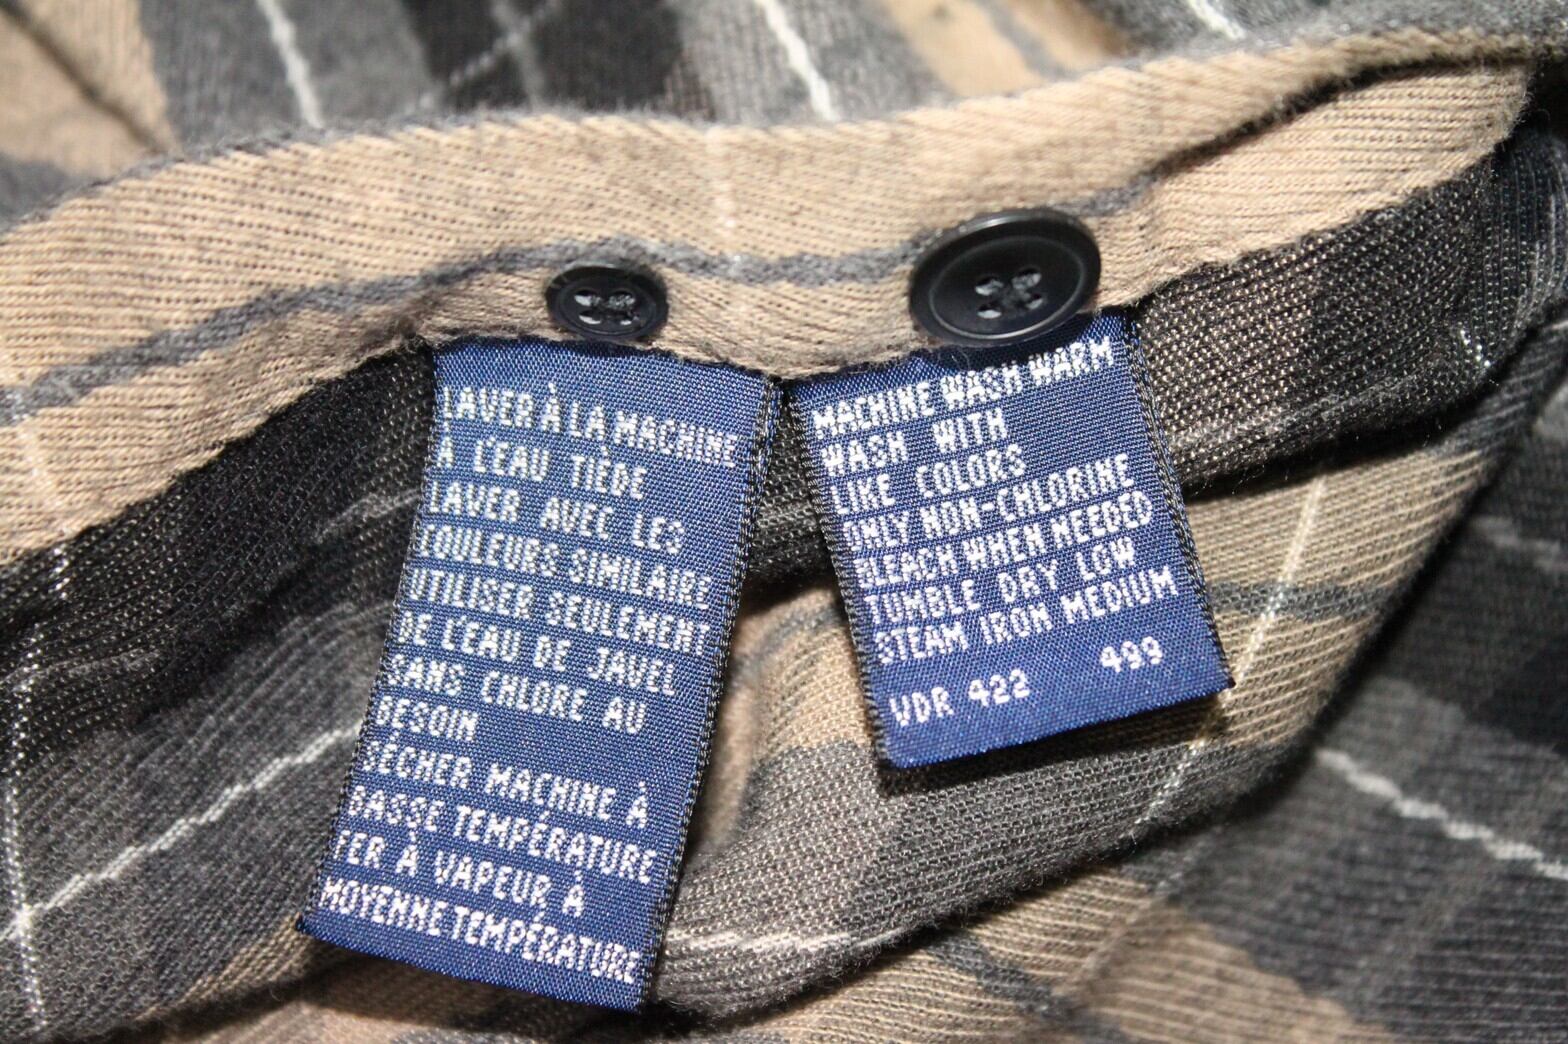 LAVER À LA MACHINE
À L'EAU TIÈDE
LAVER AVEC LES
COULEURS SIMILAIRE
UTILISER SEULEMENT
DE L'EAU DE JAVEL
SANS CHLORE AU
BESOIN
SÉCHER MACHINE À
BASSE TEMPÉRATURE
FER À VAPEUR À
MOYENNE TEMPÉRATURE
MACHINE WASH WARM
WASH WITH
LIKE COLORS
ONLY NON-CHLORINE
BLEACH WHEN NEEDED
TUMBLE DRY LOW
STEAM IRON MEDIUM
VDR 422 499